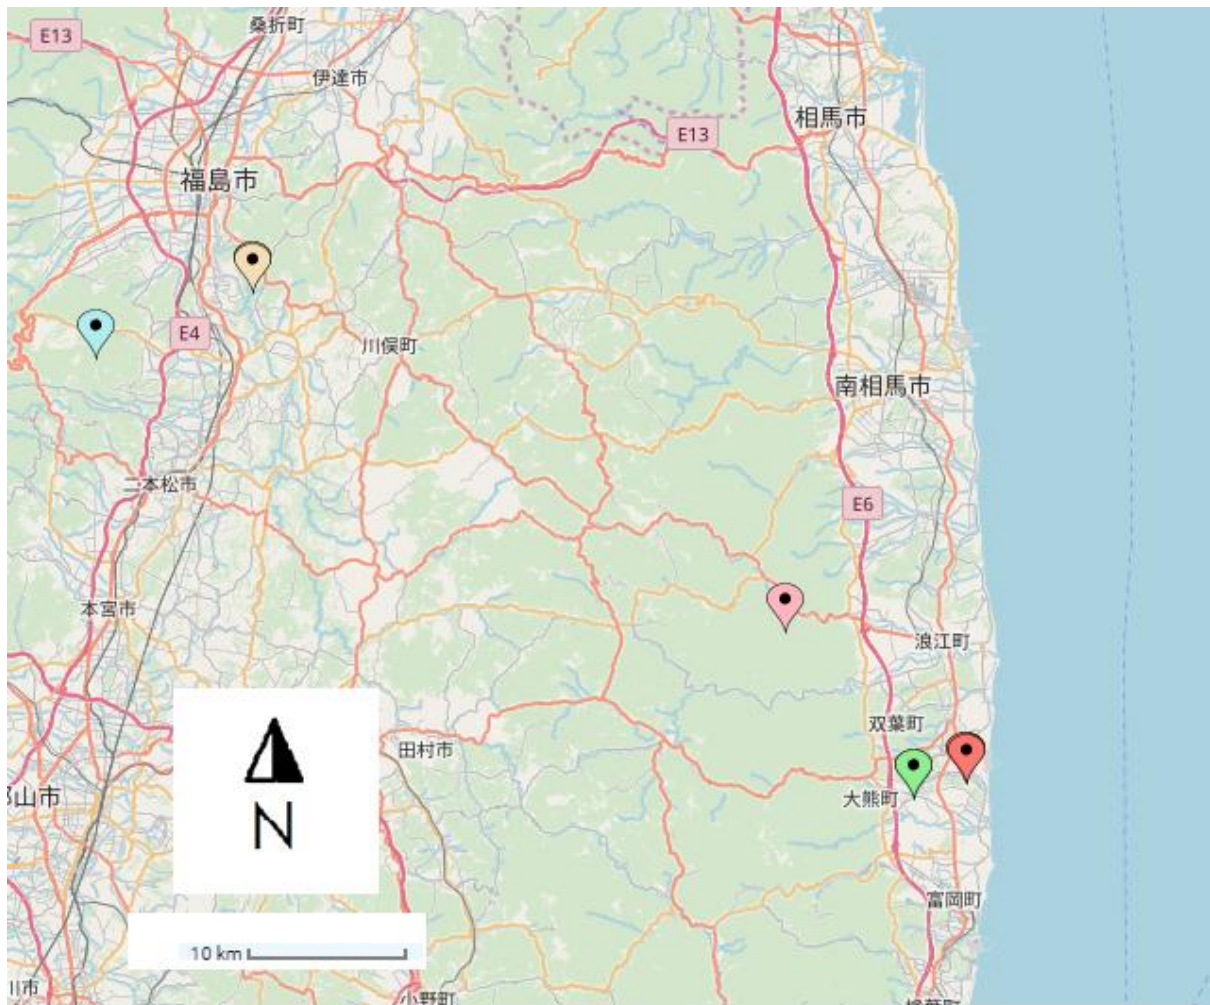 桑折町
E13
伊達市
相馬市
E13
福島市
E4
川俣町
南相馬市
二本松市
E6
本宮市
浪江町
双葉町
田村市
大熊町
山市
N
富岡町
10 km
川市
小野町